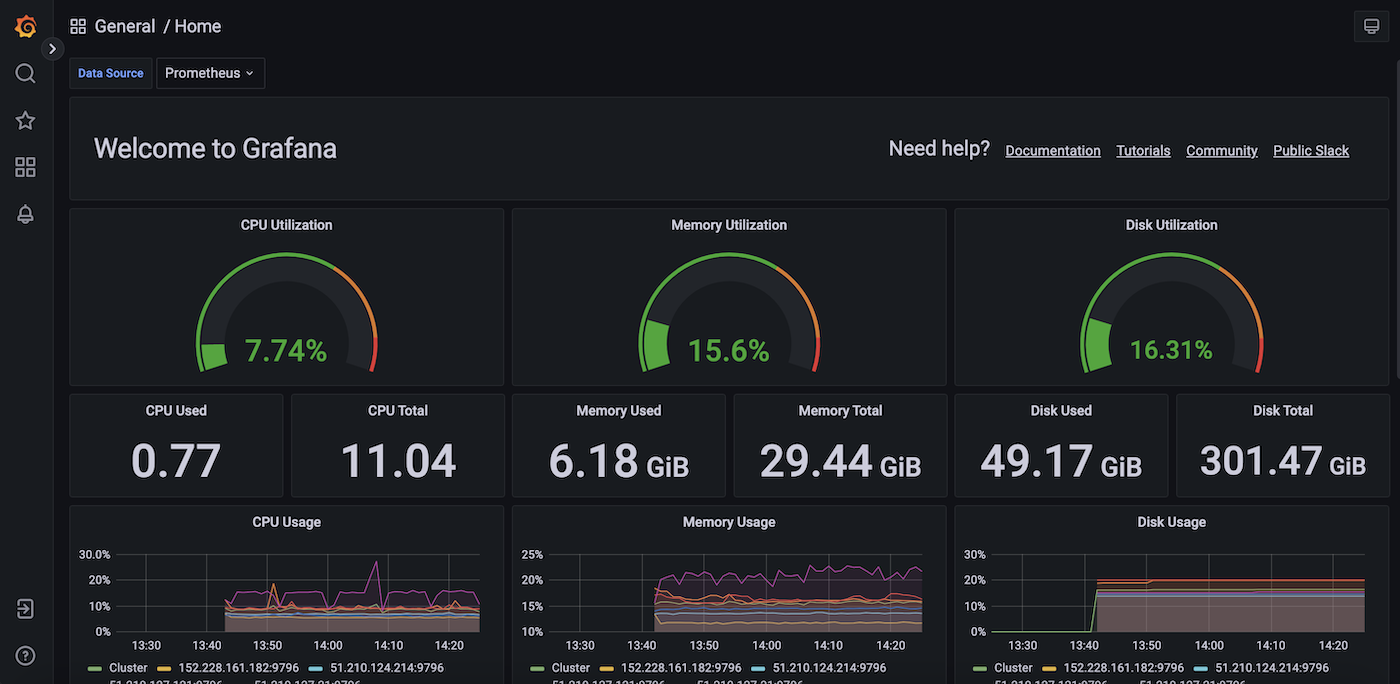 General / Home
Data Source Prometheus
Welcome to Grafana
Need help? Documentation Tutorials Community Public Slack
CPU Utilization
7.74%
Memory Utilization
15.6%
Disk Utilization
16.31%
CPU Used
0.77
CPU Total
11.04
Memory Used
6.18 GiB
Memory Total
29.44 GiB
Disk Used
49.17 GiB
Disk Total
301.47 GiB
CPU Usage
30.0%
20%
10%
0%
13:30 13:40 13:50 14:00 14:10 14:20
Cluster 152.228.161.182:9796 51.210.124.214:9796
Memory Usage
25%
20%
15%
10%
13:30 13:40 13:50 14:00 14:10 14:20
Cluster 152.228.161.182:9796 51.210.124.214:9796
Disk Usage
30%
20%
10%
0%
13:30 13:40 13:50 14:00 14:10 14:20
Cluster 152.228.161.182:9796 51.210.124.214:9796